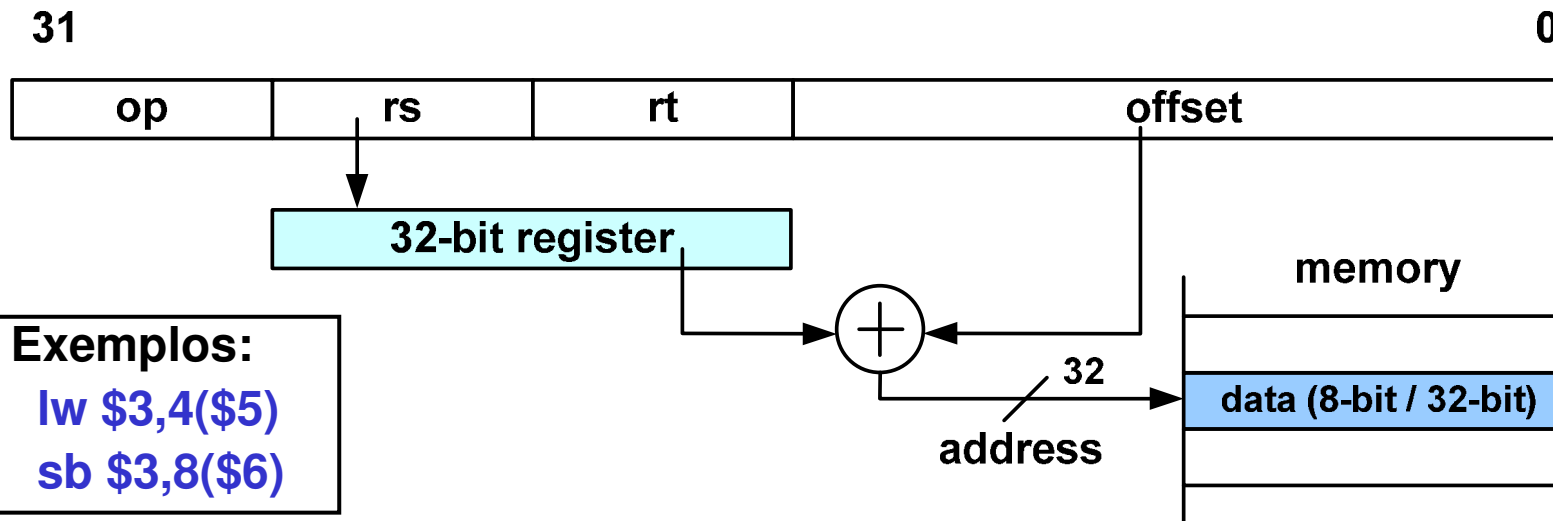 31 0
op rs rt offset
32-bit register
memory
Exemplos:
lw $3,4($5)
sb $3,8($6)
+
32
address
data (8-bit / 32-bit)